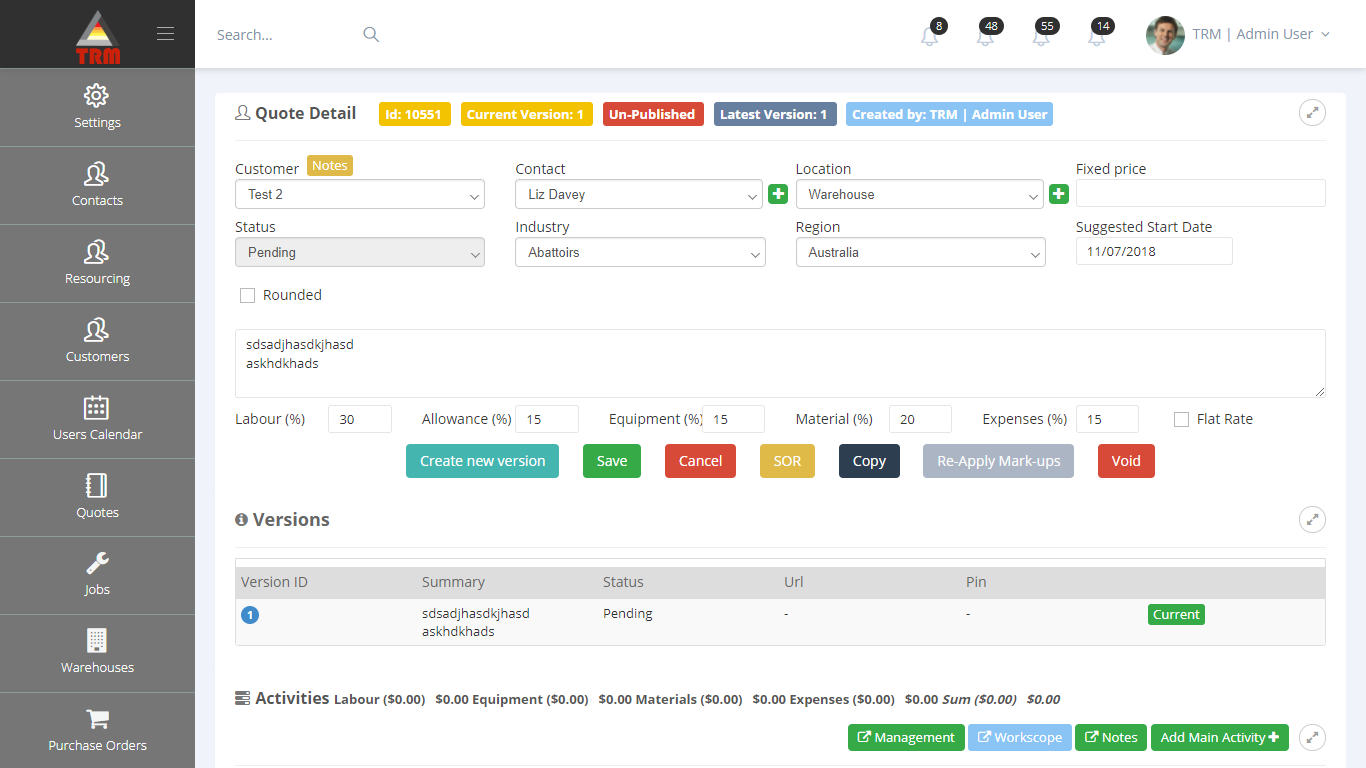 TRM
Search...
8
48
55
14
TRM | Admin User
Settings
Contacts
Resourcing
Customers
Users Calendar
Quotes
Jobs
Warehouses
Purchase Orders
Quote Detail Id: 10551 Current Version: 1 Un-Published Latest Version: 1 Created by: TRM | Admin User
Customer Notes Contact Location Fixed price
Test 2 Liz Davey Warehouse
Status Industry Region Suggested Start Date
Pending Abattoirs Australia 11/07/2018
Rounded
sdsadjhasdkjhasd
askhdkhads
Labour (%) 30 Allowance (%) 15 Equipment (%) 15 Material (%) 20 Expenses (%) 15 Flat Rate
Create new version Save Cancel SOR Copy Re-Apply Mark-ups Void
Versions
Version ID Summary Status Url Pin
1 sdsadjhasdkjhasd Pending - - Current
askhdkhads
Activities Labour ($0.00) $0.00 Equipment ($0.00) $0.00 Materials ($0.00) $0.00 Expenses ($0.00) $0.00 Sum ($0.00) $0.00
Management Workscope Notes Add Main Activity